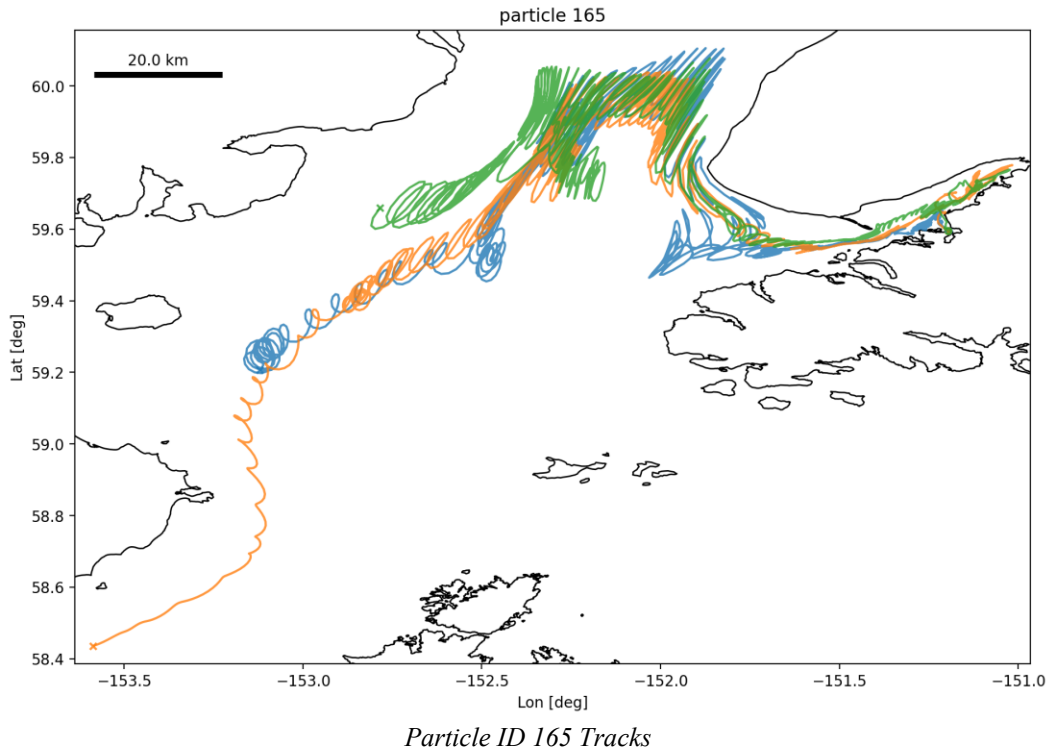 particle 165
20.0 km
60.0
59.8
59.6
59.4
59.2
59.0
58.8
58.6
58.4
Lat [deg]
−153.5 −153.0 −152.5 −152.0 −151.5 −151.0
Lon [deg]
Particle ID 165 Tracks